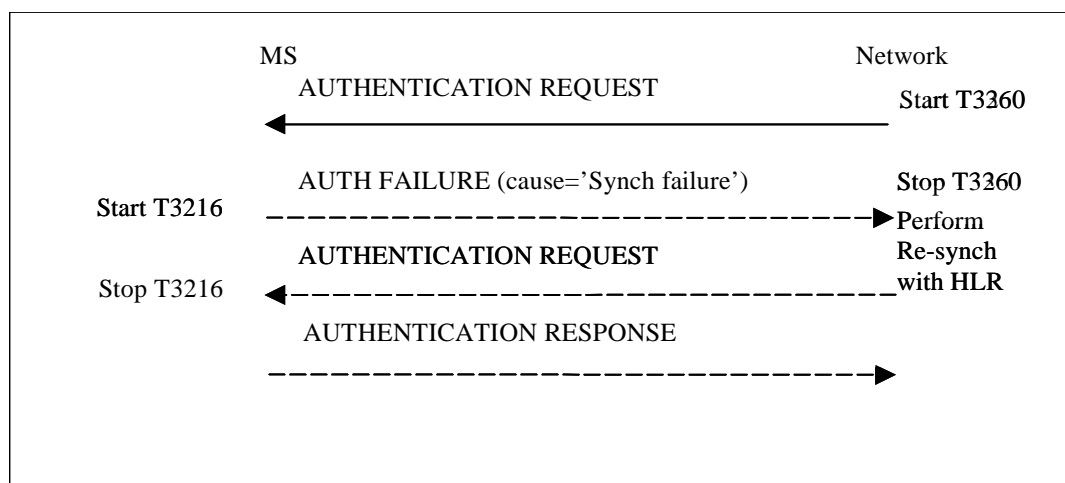 MS Network
AUTHENTICATION REQUEST Start T3260
AUTH FAILURE (cause='Synch failure') Stop T3260
Start T3216 Perform
AUTHENTICATION REQUEST Re-synch
Stop T3216 with HLR
AUTHENTICATION RESPONSE